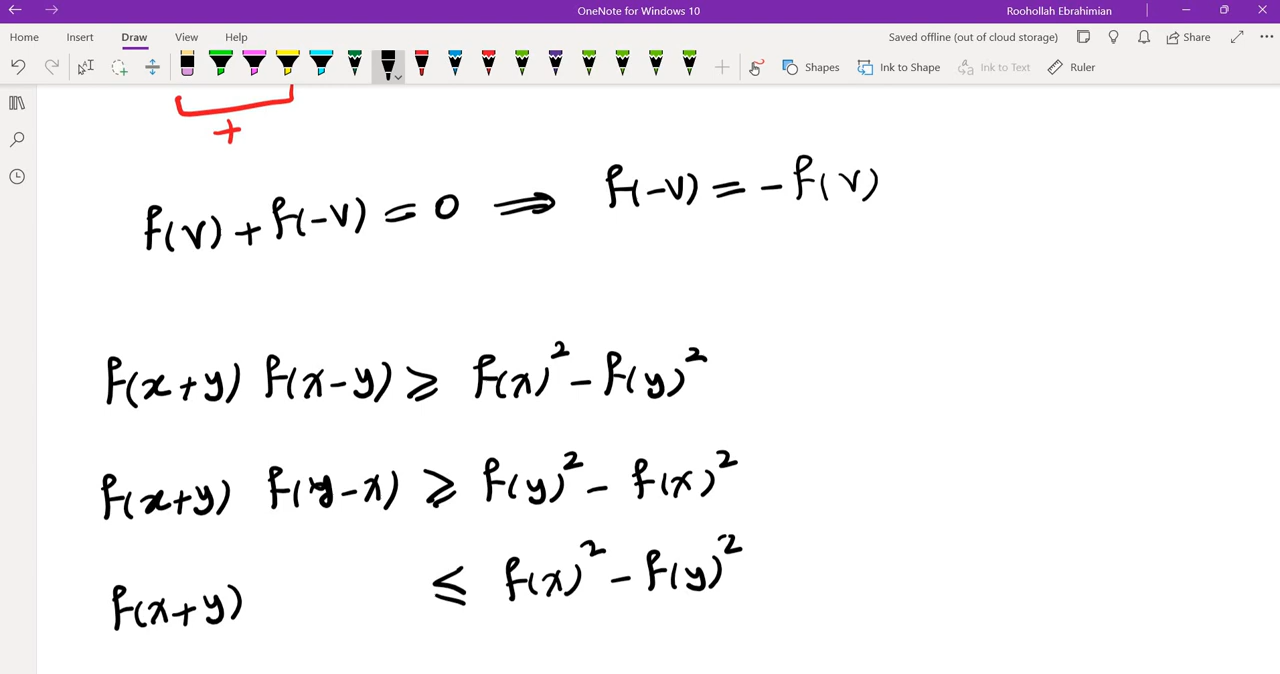 OneNote for Windows 10
Roohollah Ebrahimian
Home Insert Draw View Help
Saved offline (out of cloud storage) Share
Shapes Ink to Shape Ink to Text Ruler
+
f(v) + f(-v) = 0 ⟹ f(-v) = - f(v)
f(x+y) f(x-y) ⩾ f(x)² - f(y)²
f(x+y) f(y-x) ⩾ f(y)² - f(x)²
f(x+y) ⩽ f(x)² - f(y)²